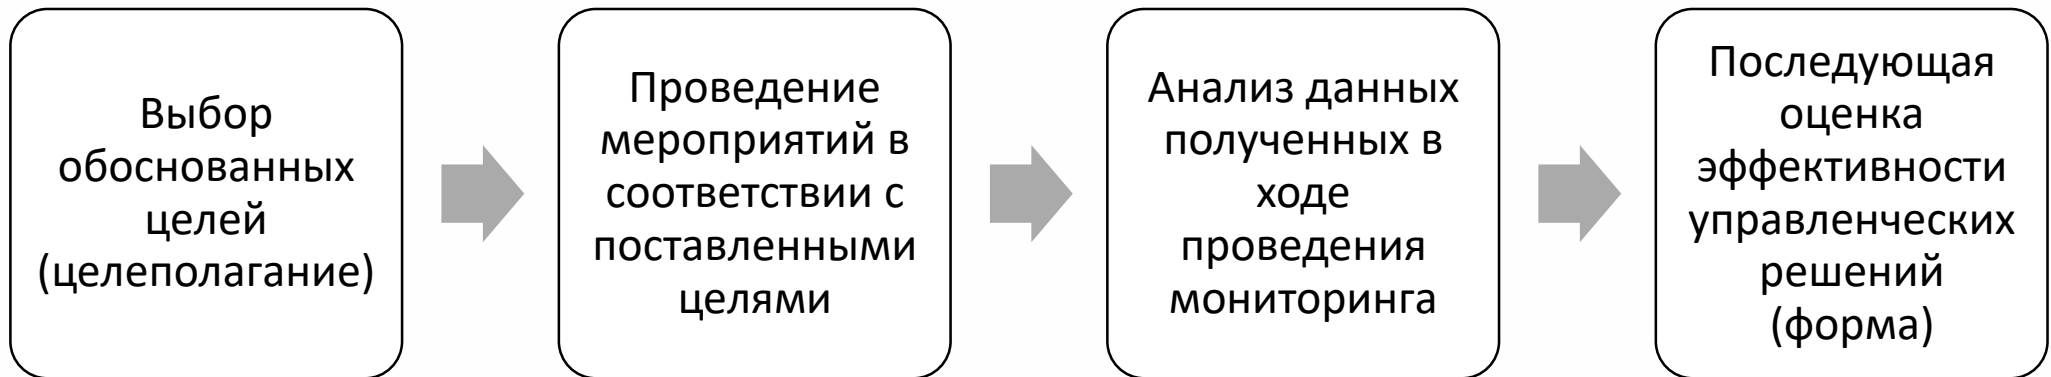 Выбор
обоснованных
целей
(целеполагание)
Проведение
мероприятий в
соответствии с
поставленными
целями
Анализ данных
полученных в
ходе
проведения
мониторинга
Последующая
оценка
эффективности
управленческих
решений
(форма)